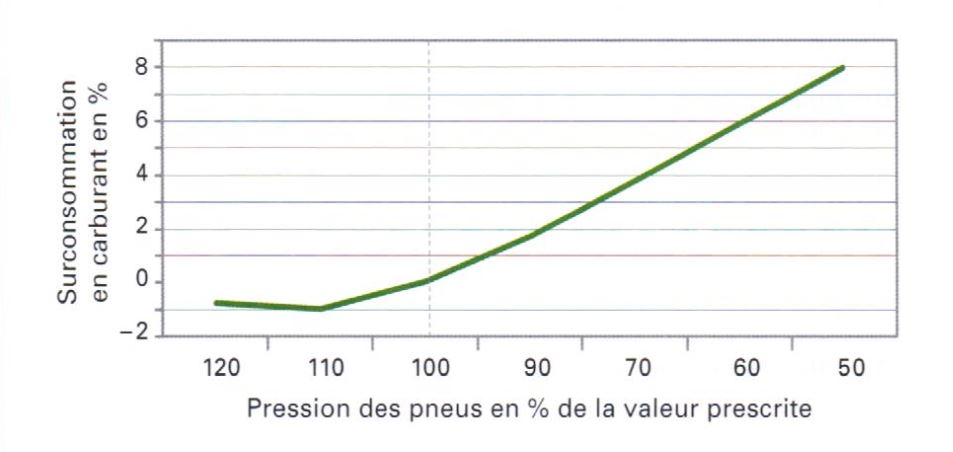 Surconsommation
en carburant en %
8
6
4
2
0
−2
120 110 100 90 70 60 50
Pression des pneus en % de la valeur prescrite